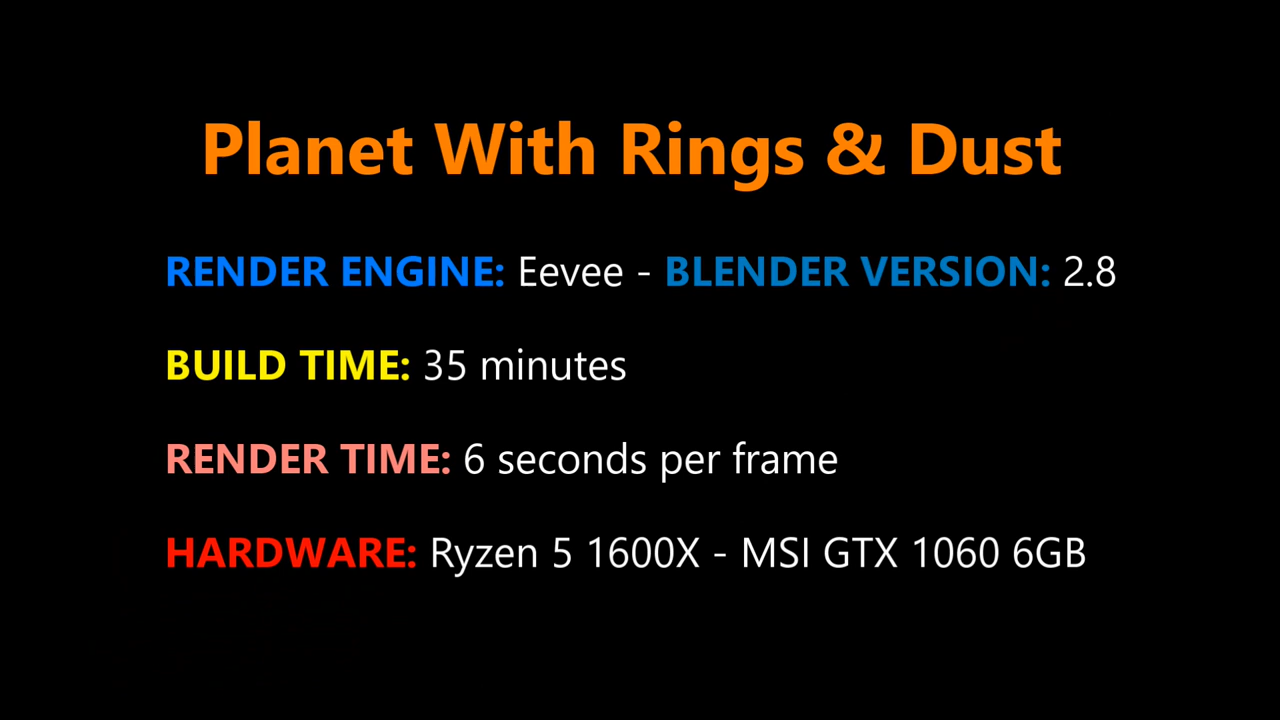 Planet With Rings & Dust
RENDER ENGINE: Eevee - BLENDER VERSION: 2.8
BUILD TIME: 35 minutes
RENDER TIME: 6 seconds per frame
HARDWARE: Ryzen 5 1600X - MSI GTX 1060 6GB